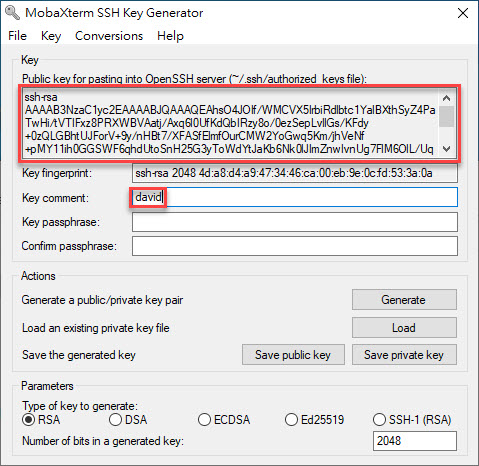 MobaXterm SSH Key Generator
File Key Conversions Help
Key
Public key for pasting into OpenSSH server (~/.ssh/authorized_keys file):
ssh-rsa
AAAAB3NzaC1yc2EAAAABJQAAAQEAhsO4JOlf/WMCVX5IrbiRdlbtc1YalBXthSyZ4Pa
TwHi/tVTIFxz8PRXWBVAatj/Axq6l0UfKdQbIRzy8o/0ezSepLvlIGs/KFdy
+0zQLGBhtUJForV/+9y/nHBt7/XFASfElmfOurCMW2YoGwq5Km/jhVeNf
+pMY11ih0GGSWF6qhdUtoSnH25G3yToWdYtJaKb6Nk0lJlmZnwIvnUg7RlM6OIL/Uq
Key fingerprint: ssh-rsa 2048 4d:a8:d4:a9:47:34:46:ca:00:eb:9e:0c:fd:53:3a:0a
Key comment: david
Key passphrase:
Confirm passphrase:
Actions
Generate a public/private key pair Generate
Load an existing private key file Load
Save the generated key Save public key Save private key
Parameters
Type of key to generate:
RSA DSA ECDSA Ed25519 SSH-1 (RSA)
Number of bits in a generated key: 2048